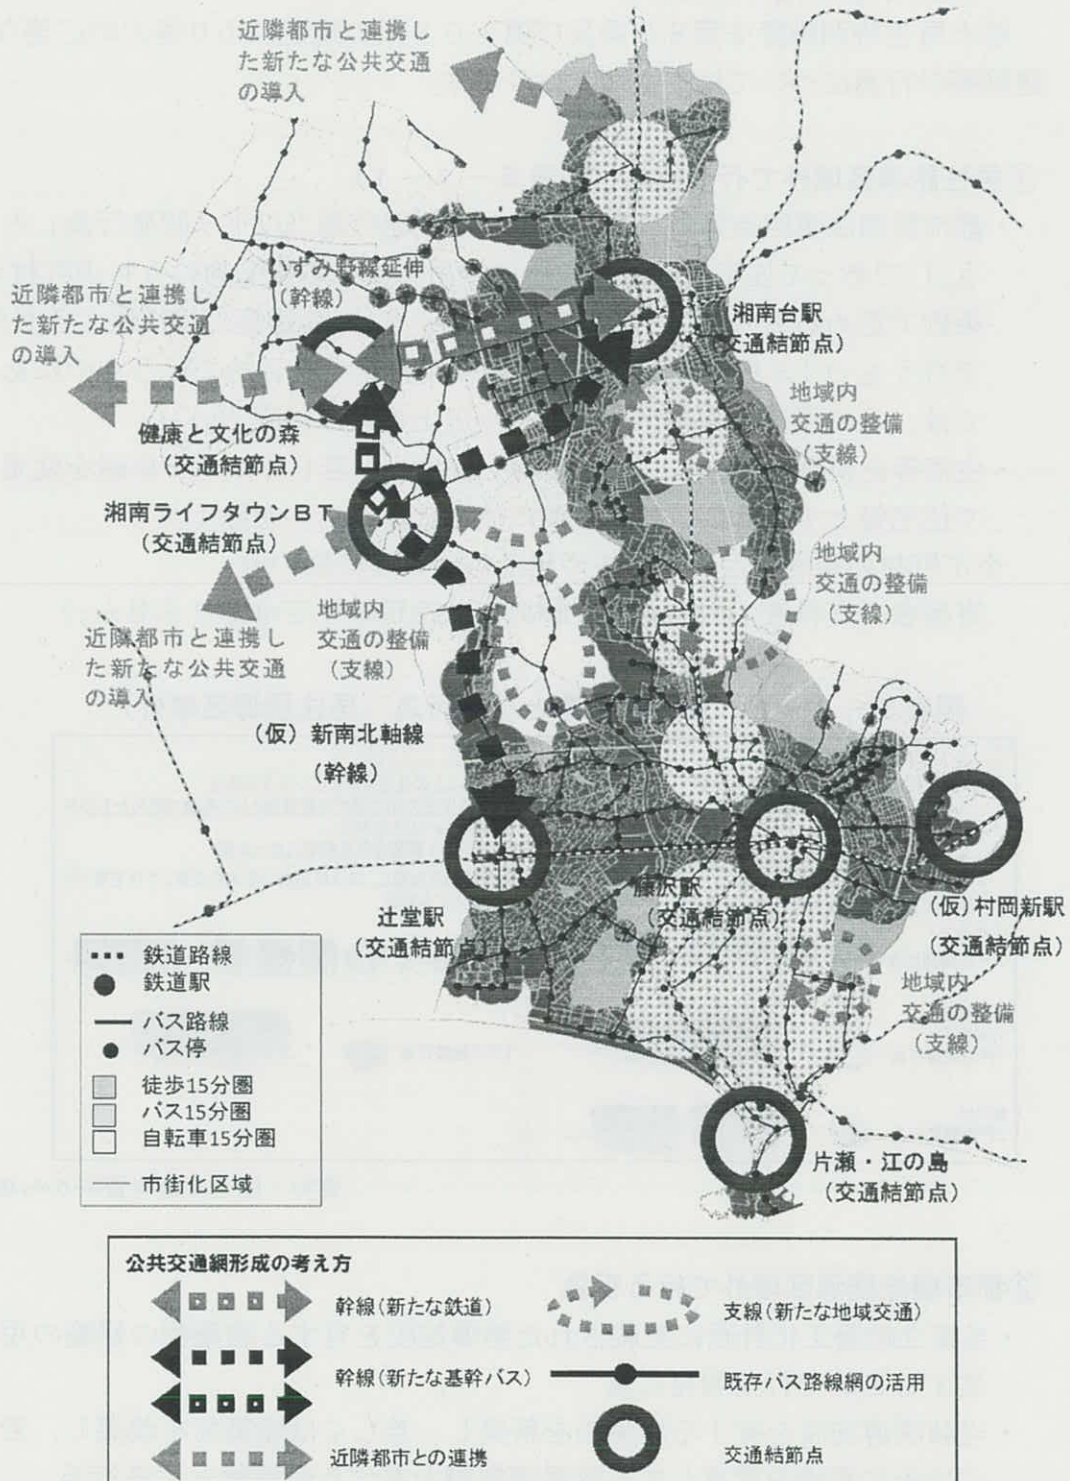 近隣都市と連携し
た新たな公共交通
の導入
いずみ野線延伸
(幹線)
近隣都市と連携し
た新たな公共交通
の導入
湘南台駅
(交通結節点)
地域内
交通の整備
(支線)
健康と文化の森
(交通結節点)
湘南ライフタウンBT
(交通結節点)
地域内
交通の整備
(支線)
地域内
交通の整備
(支線)
近隣都市と連携し
た新たな公共交通
の導入
(仮)新南北軸線
(幹線)
藤沢駅
(交通結節点)
辻堂駅
(交通結節点)
(仮)村岡新駅
(交通結節点)
地域内
交通の整備
(支線)
鉄道路線
鉄道駅
バス路線
バス停
徒歩15分圏
バス15分圏
自転車15分圏
市街化区域
片瀬・江の島
(交通結節点)
公共交通網形成の考え方
幹線(新たな鉄道)
支線(新たな地域交通)
幹線(新たな基幹バス)
既存バス路線網の活用
近隣都市との連携
交通結節点